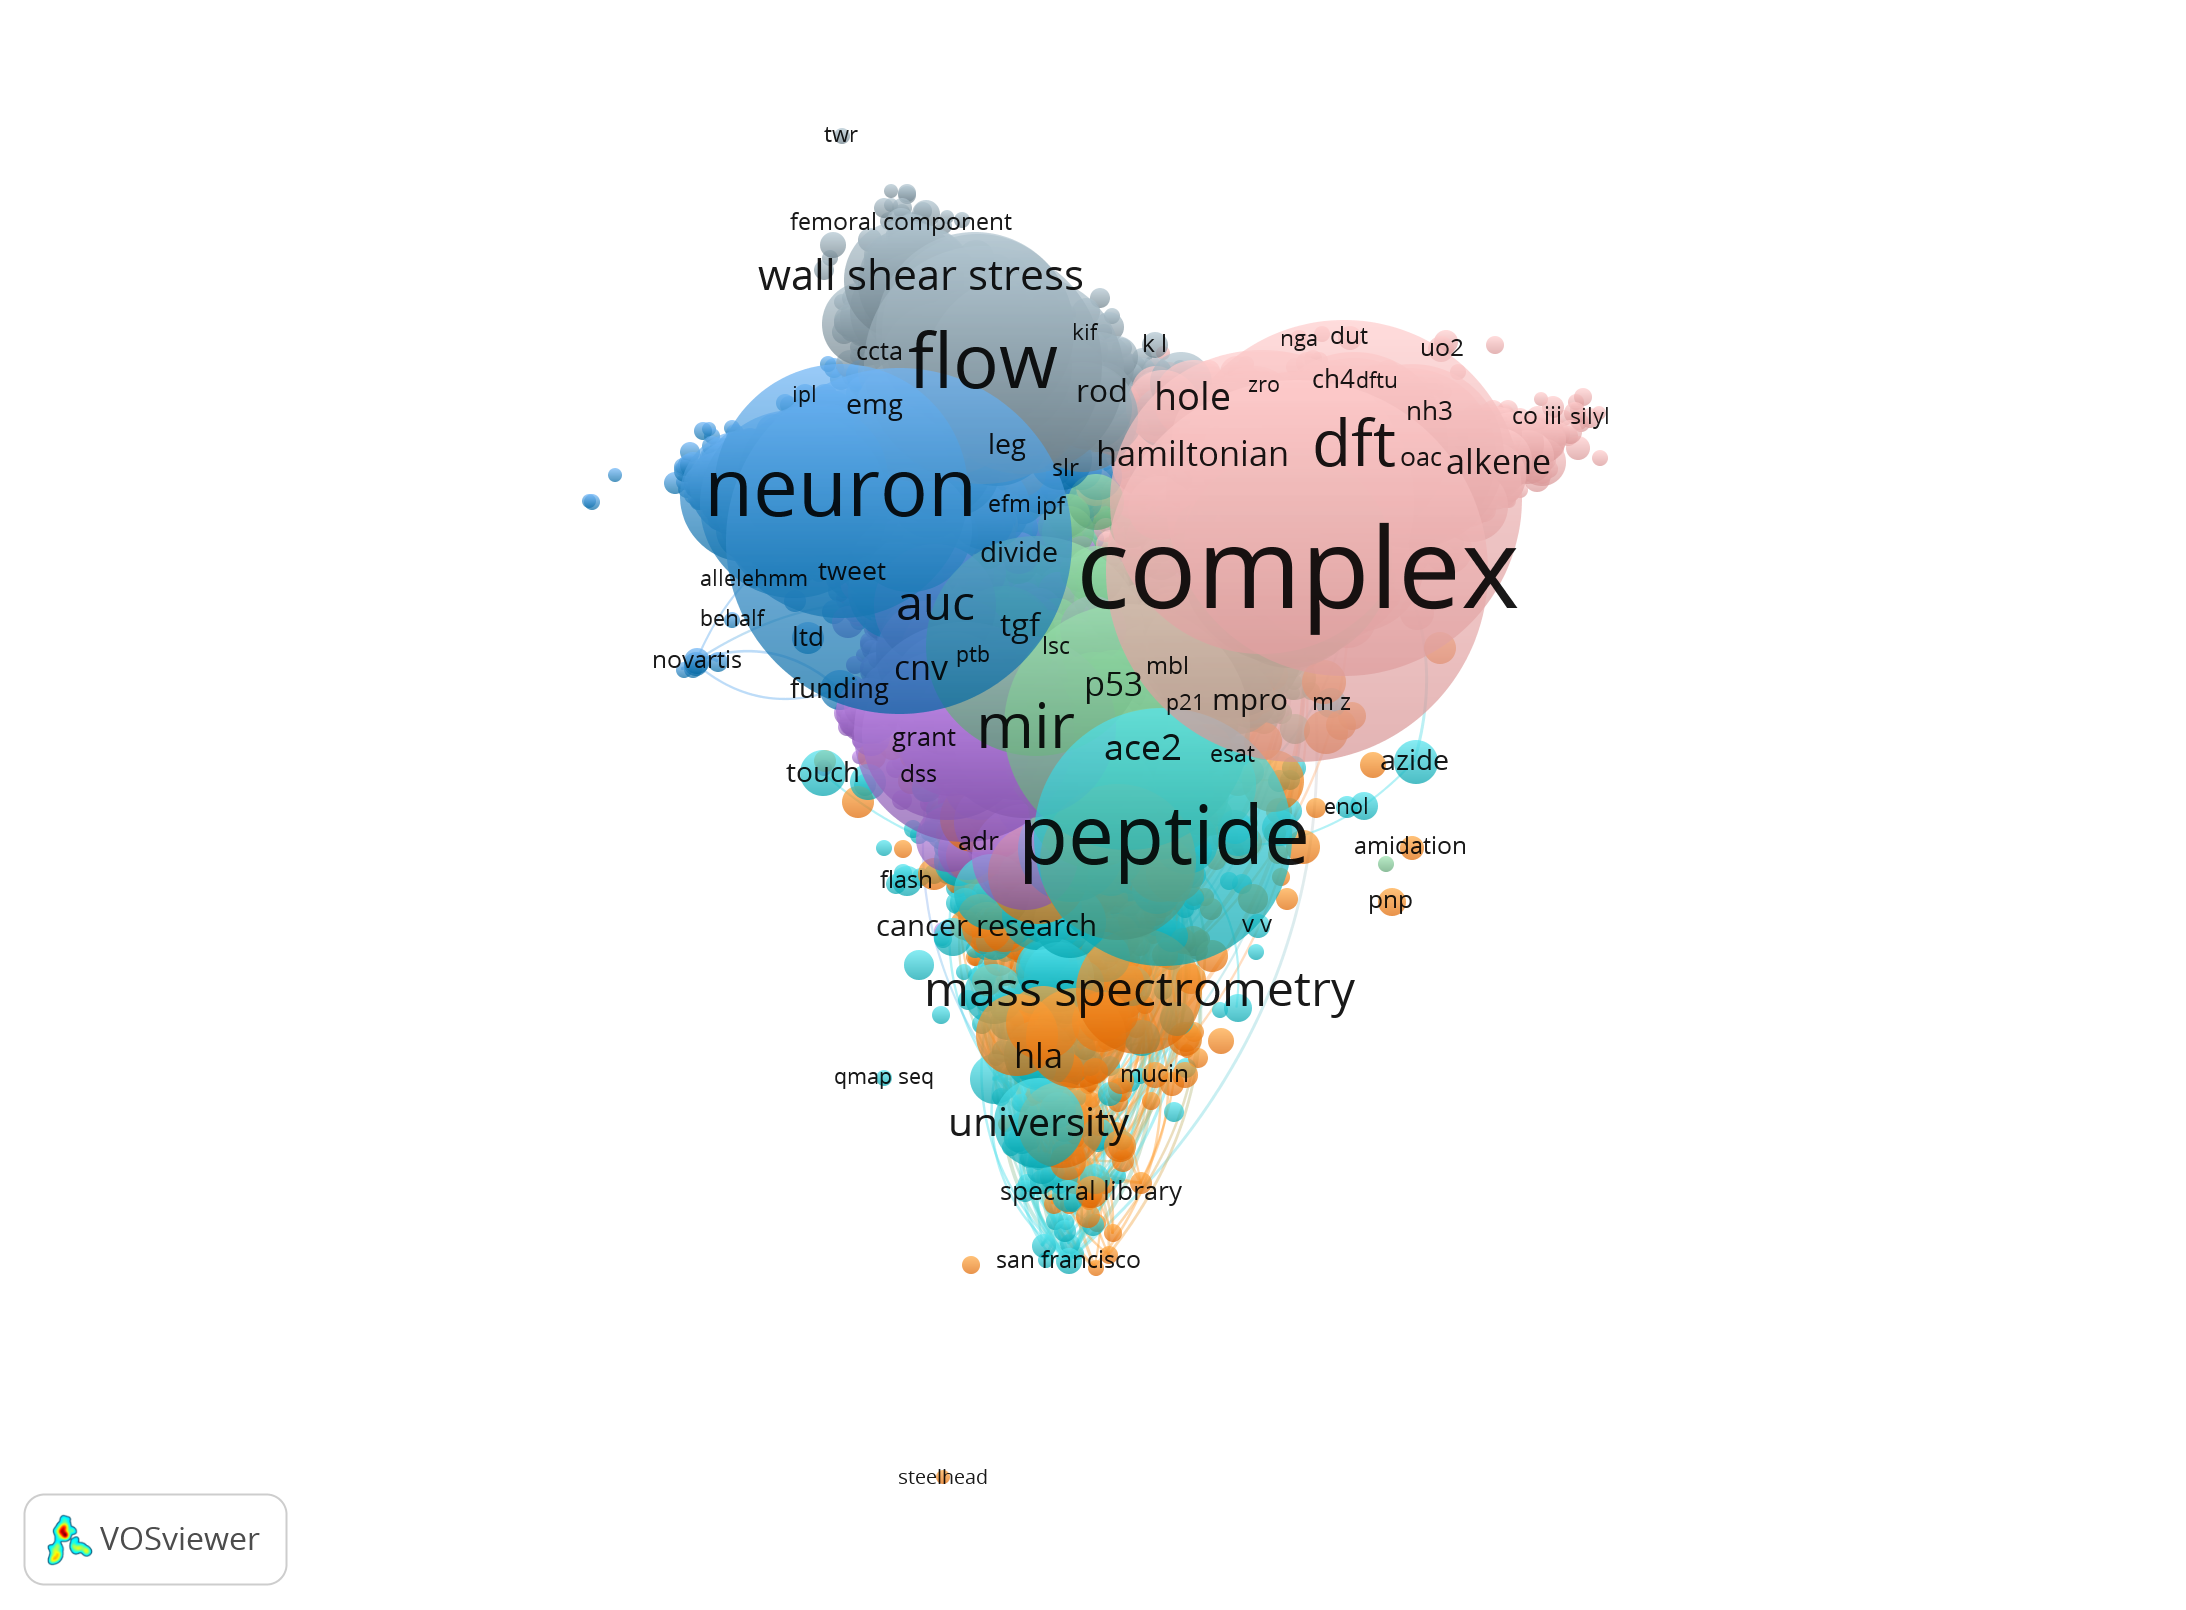 twr
femoral component
wall shear stress
flow
kif
k l
nga
dut
uo2
ccta
rod
hole
zro
ch4
dftu
nh3
co iii
silyl
ipl
emg
leg
slr
hamiltonian
dft
oac
alkene
neuron
efm
ipf
divide
complex
allelehmm
tweet
auc
behalf
ltd
tgf
lsc
novartis
cnv
ptb
mbl
funding
p53
p21
mpro
m z
grant
mir
ace2
esat
azide
touch
dss
enol
adr
peptide
amidation
flash
pnp
cancer research
v v
mass spectrometry
hla
qmap seq
mucin
university
spectral library
san francisco
steelhead
VOSviewer